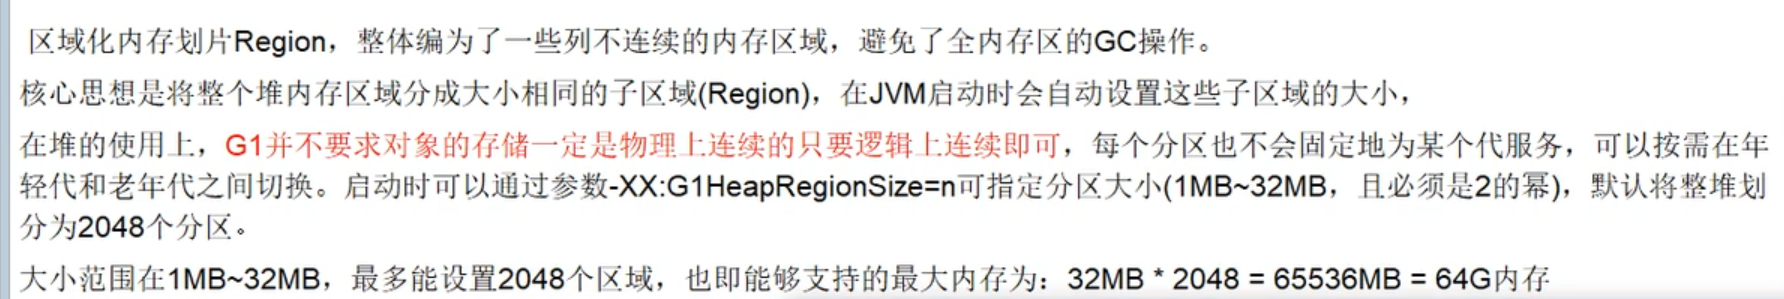 区域化内存划片Region，整体编为了一些列不连续的内存区域，避免了全内存区的GC操作。
核心思想是将整个堆内存区域分成大小相同的子区域(Region)，在JVM启动时会自动设置这些子区域的大小，
在堆的使用上，G1并不要求对象的存储一定是物理上连续的只要逻辑上连续即可，每个分区也不会固定地为某个代服务，可以按需在年
轻代和老年代之间切换。启动时可以通过参数-XX:G1HeapRegionSize=n可指定分区大小(1MB~32MB，且必须是2的幂)，默认将整堆划
分为2048个分区。
大小范围在1MB~32MB，最多能设置2048个区域，也即能够支持的最大内存为：32MB * 2048 = 65536MB = 64G内存